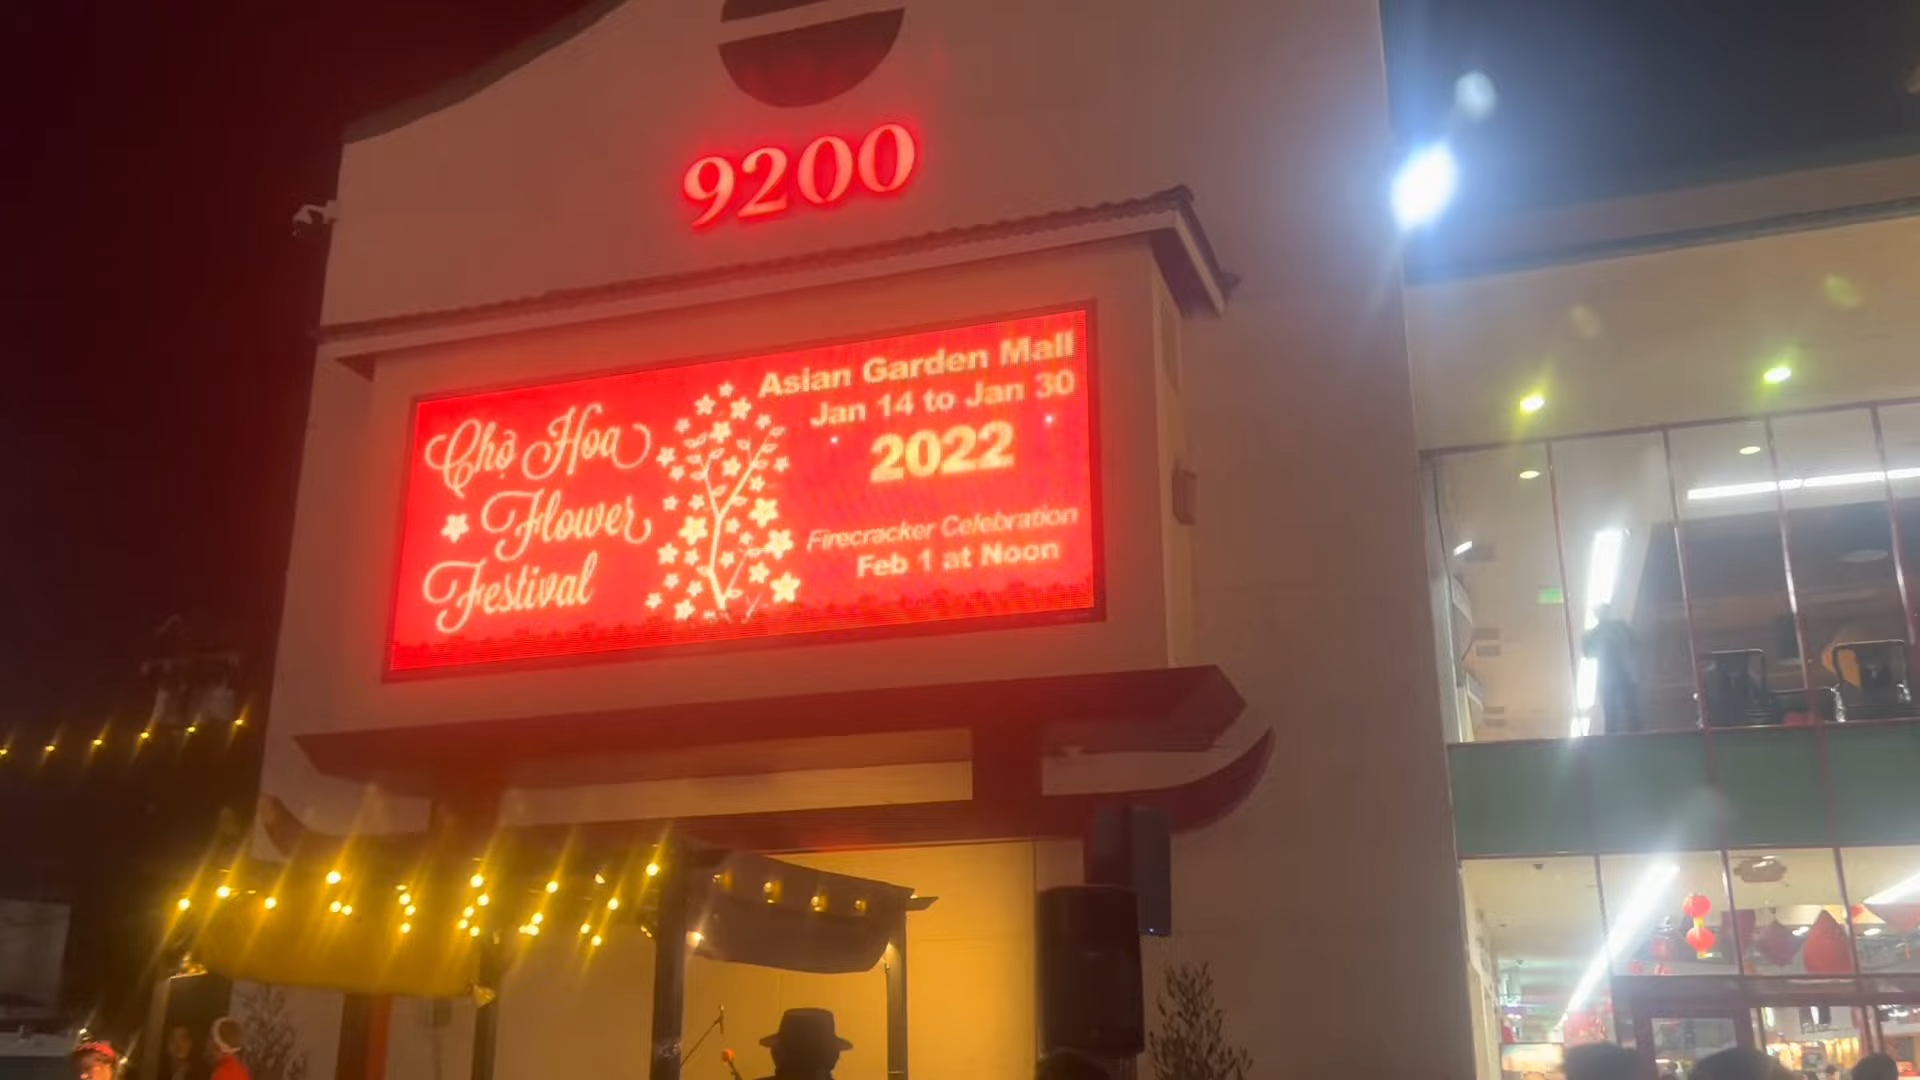 9200
Chợ Hoa
Flower
Festival
Asian Garden Mall
Jan 14 to Jan 30
2022
Firecracker Celebration
Feb 1 at Noon